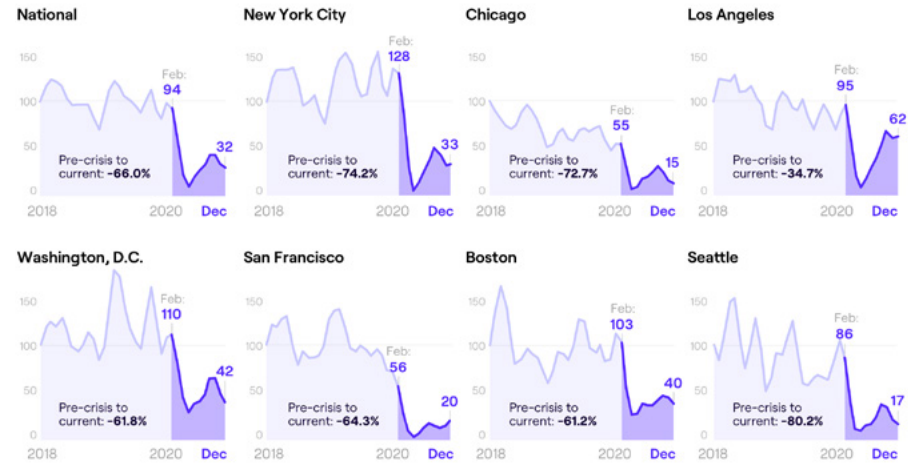 National
150
100
50
0
Feb:
94
32
Pre-crisis to
current: -66.0%
2018
2020
Dec
New York City
150
100
50
0
Feb:
128
33
Pre-crisis to
current: -74.2%
2018
2020
Dec
Chicago
150
100
50
0
Feb:
55
15
Pre-crisis to
current: -72.7%
2018
2020
Dec
Los Angeles
150
100
50
0
Feb:
95
62
Pre-crisis to
current: -34.7%
2018
2020
Dec
Washington, D.C.
150
100
50
0
Feb:
110
42
Pre-crisis to
current: -61.8%
2018
2020
Dec
San Francisco
150
100
50
0
Feb:
56
20
Pre-crisis to
current: -64.3%
2018
2020
Dec
Boston
150
100
50
0
Feb:
103
40
Pre-crisis to
current: -61.2%
2018
2020
Dec
Seattle
150
100
50
0
Feb:
86
17
Pre-crisis to
current: -80.2%
2018
2020
Dec